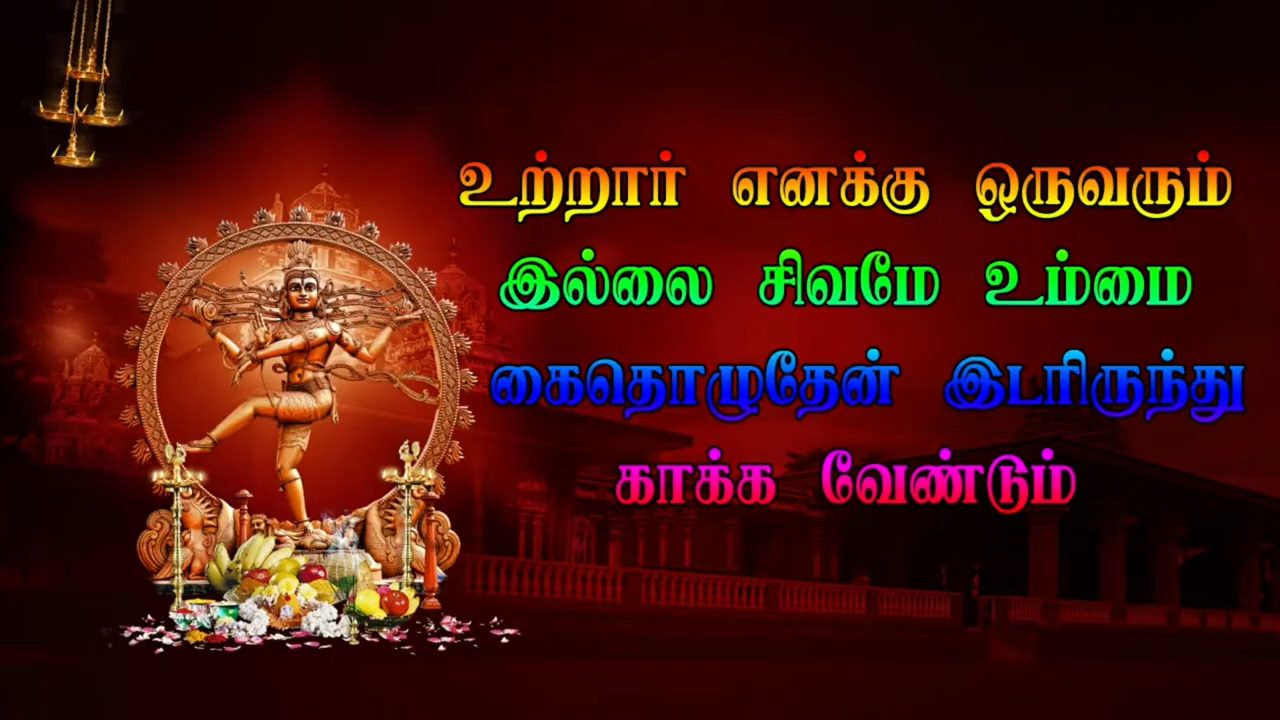 உற்றார் எனக்கு ஒருவரும்
இல்லை சிவமே உம்மை
கைதொழுதேன் இடரிருந்து
காக்க வேண்டும்